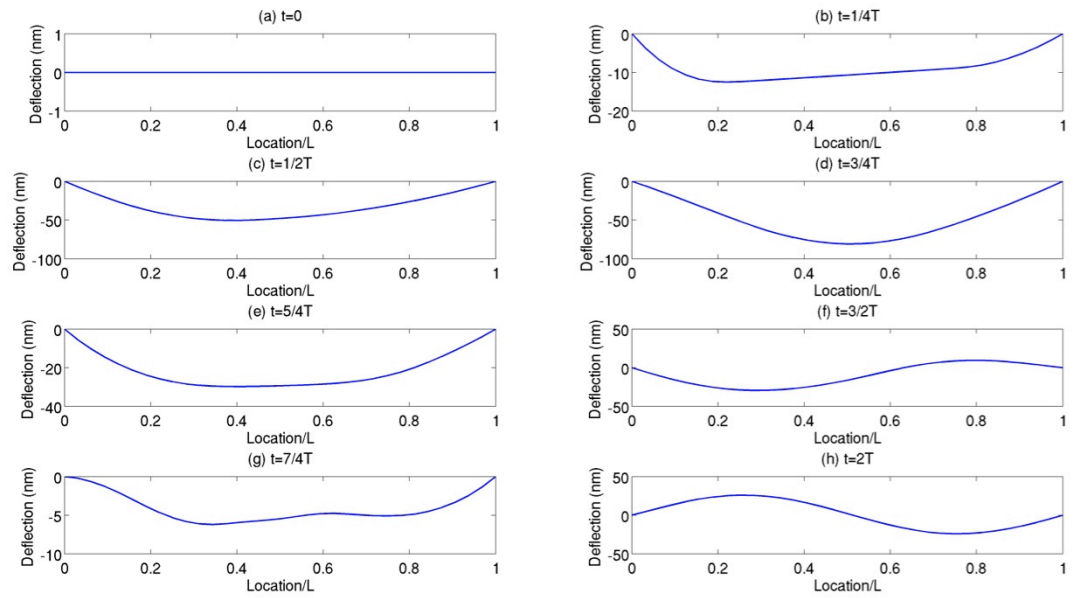 (a) t=0
Deflection (nm)
1
0
-1
0 0.2 0.4 0.6 0.8 1
Location/L
(b) t=1/4T
Deflection (nm)
0
-10
-20
0 0.2 0.4 0.6 0.8 1
Location/L
(c) t=1/2T
Deflection (nm)
0
-50
-100
0 0.2 0.4 0.6 0.8 1
Location/L
(d) t=3/4T
Deflection (nm)
0
-50
-100
0 0.2 0.4 0.6 0.8 1
Location/L
(e) t=5/4T
Deflection (nm)
0
-20
-40
0 0.2 0.4 0.6 0.8 1
Location/L
(f) t=3/2T
Deflection (nm)
50
0
-50
0 0.2 0.4 0.6 0.8 1
Location/L
(g) t=7/4T
Deflection (nm)
0
-5
-10
0 0.2 0.4 0.6 0.8 1
Location/L
(h) t=2T
Deflection (nm)
50
0
-50
0 0.2 0.4 0.6 0.8 1
Location/L